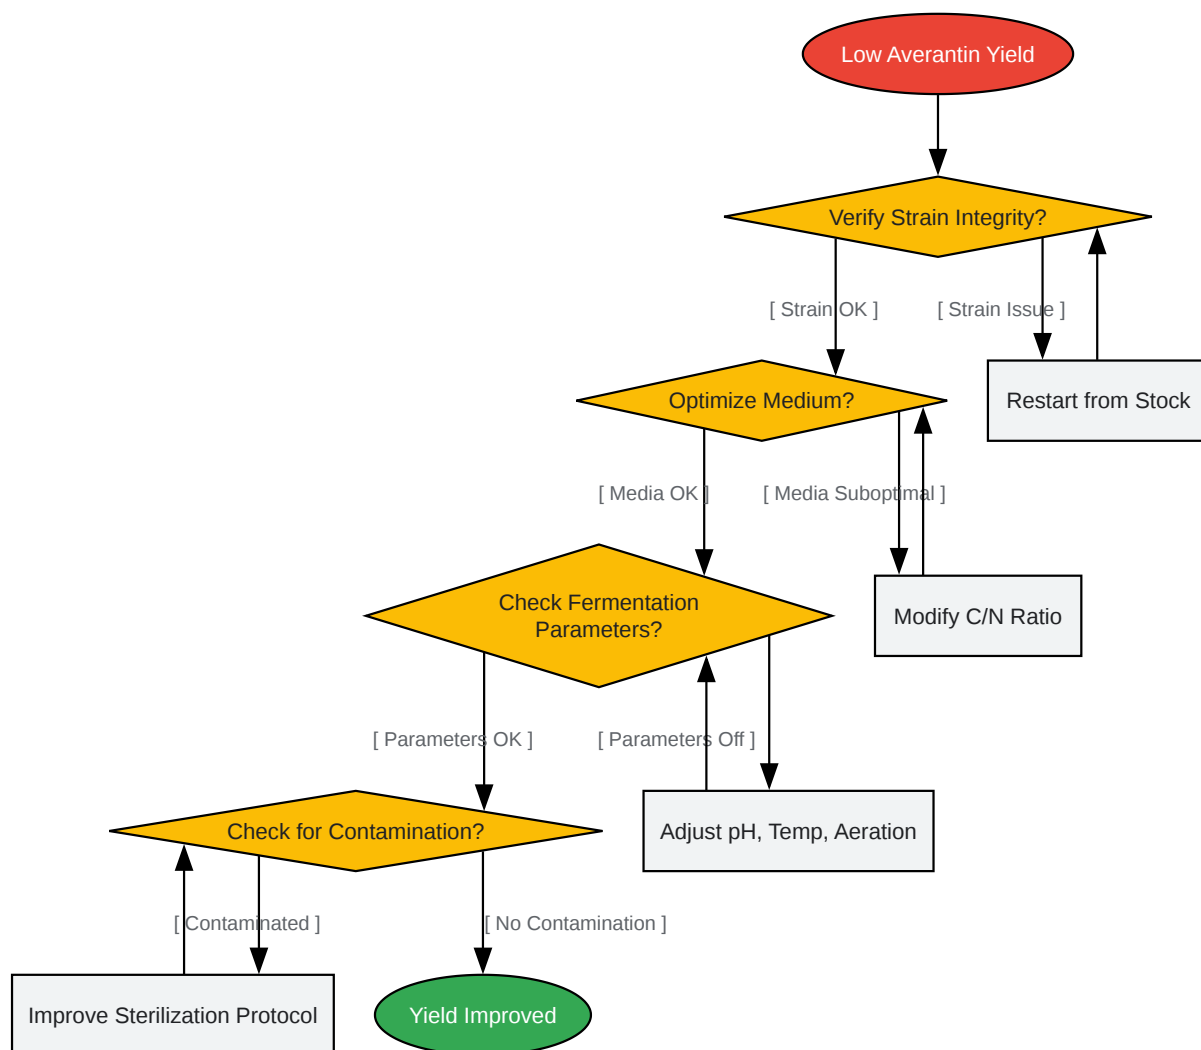 Low Averantin Yield
Verify Strain Integrity?
[ Strain OK ]
[ Strain Issue ]
Optimize Medium?
Restart from Stock
[ Media OK ]
[ Media Suboptimal ]
Check Fermentation
Parameters?
Modify C/N Ratio
[ Parameters OK ]
[ Parameters Off ]
Check for Contamination?
Adjust pH, Temp, Aeration
[ Contaminated ]
[ No Contamination ]
Improve Sterilization Protocol
Yield Improved